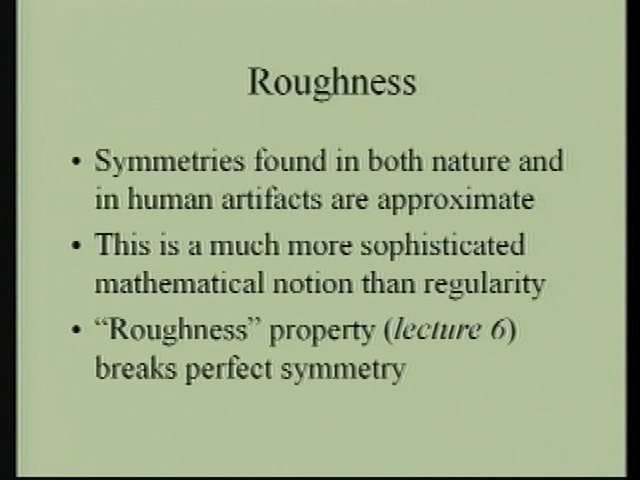 Roughness
• Symmetries found in both nature and
in human artifacts are approximate
• This is a much more sophisticated
mathematical notion than regularity
• “Roughness” property (lecture 6)
breaks perfect symmetry